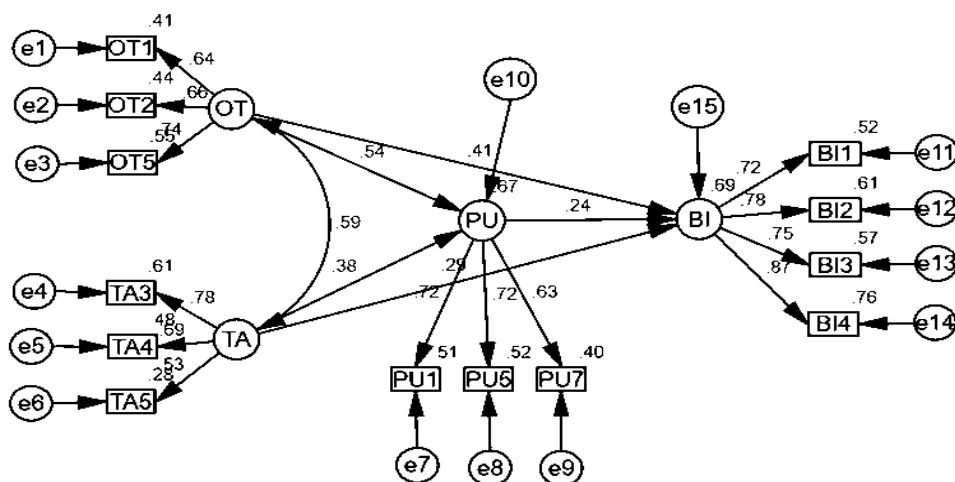 .41
e1 OT1
.64
.44
e2 OT2 .66 OT
.74
.55
e3 OT5
e10
e15
.54 .41
.67
.52
.72 BI1 e11
.69 .78
.61
PU .24 BI BI2 e12
.59
.75 .57
BI3 e13
.38 .29 .87
.76
BI4 e14
.61
e4 TA3 .78
.48
.69
e5 TA4 TA
.53
.28
e6 TA5
.72 .72 .63
.51 .52 .40
PU1 PU5 PU7
e7 e8 e9